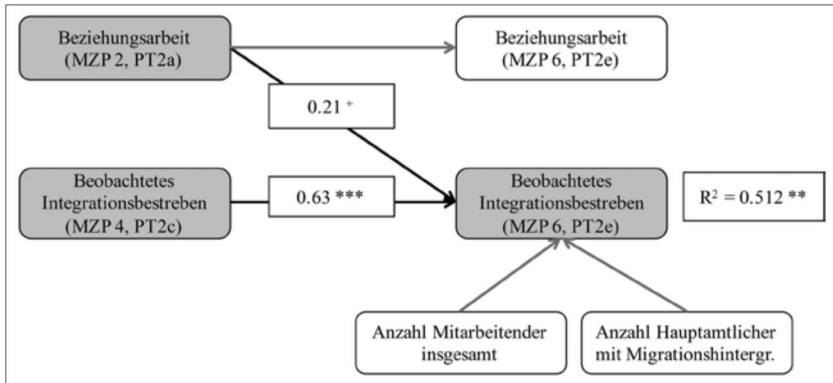 Beziehungsarbeit
(MZP 2, PT2a)
Beziehungsarbeit
(MZP 6, PT2e)
0.21 +
Beobachtetes
Integrationsbestreben
(MZP 4, PT2c)
0.63 ***
Beobachtetes
Integrationsbestreben
(MZP 6, PT2e)
R² = 0.512 **
Anzahl Mitarbeitender
insgesamt
Anzahl Hauptamtlicher
mit Migrationshintergr.